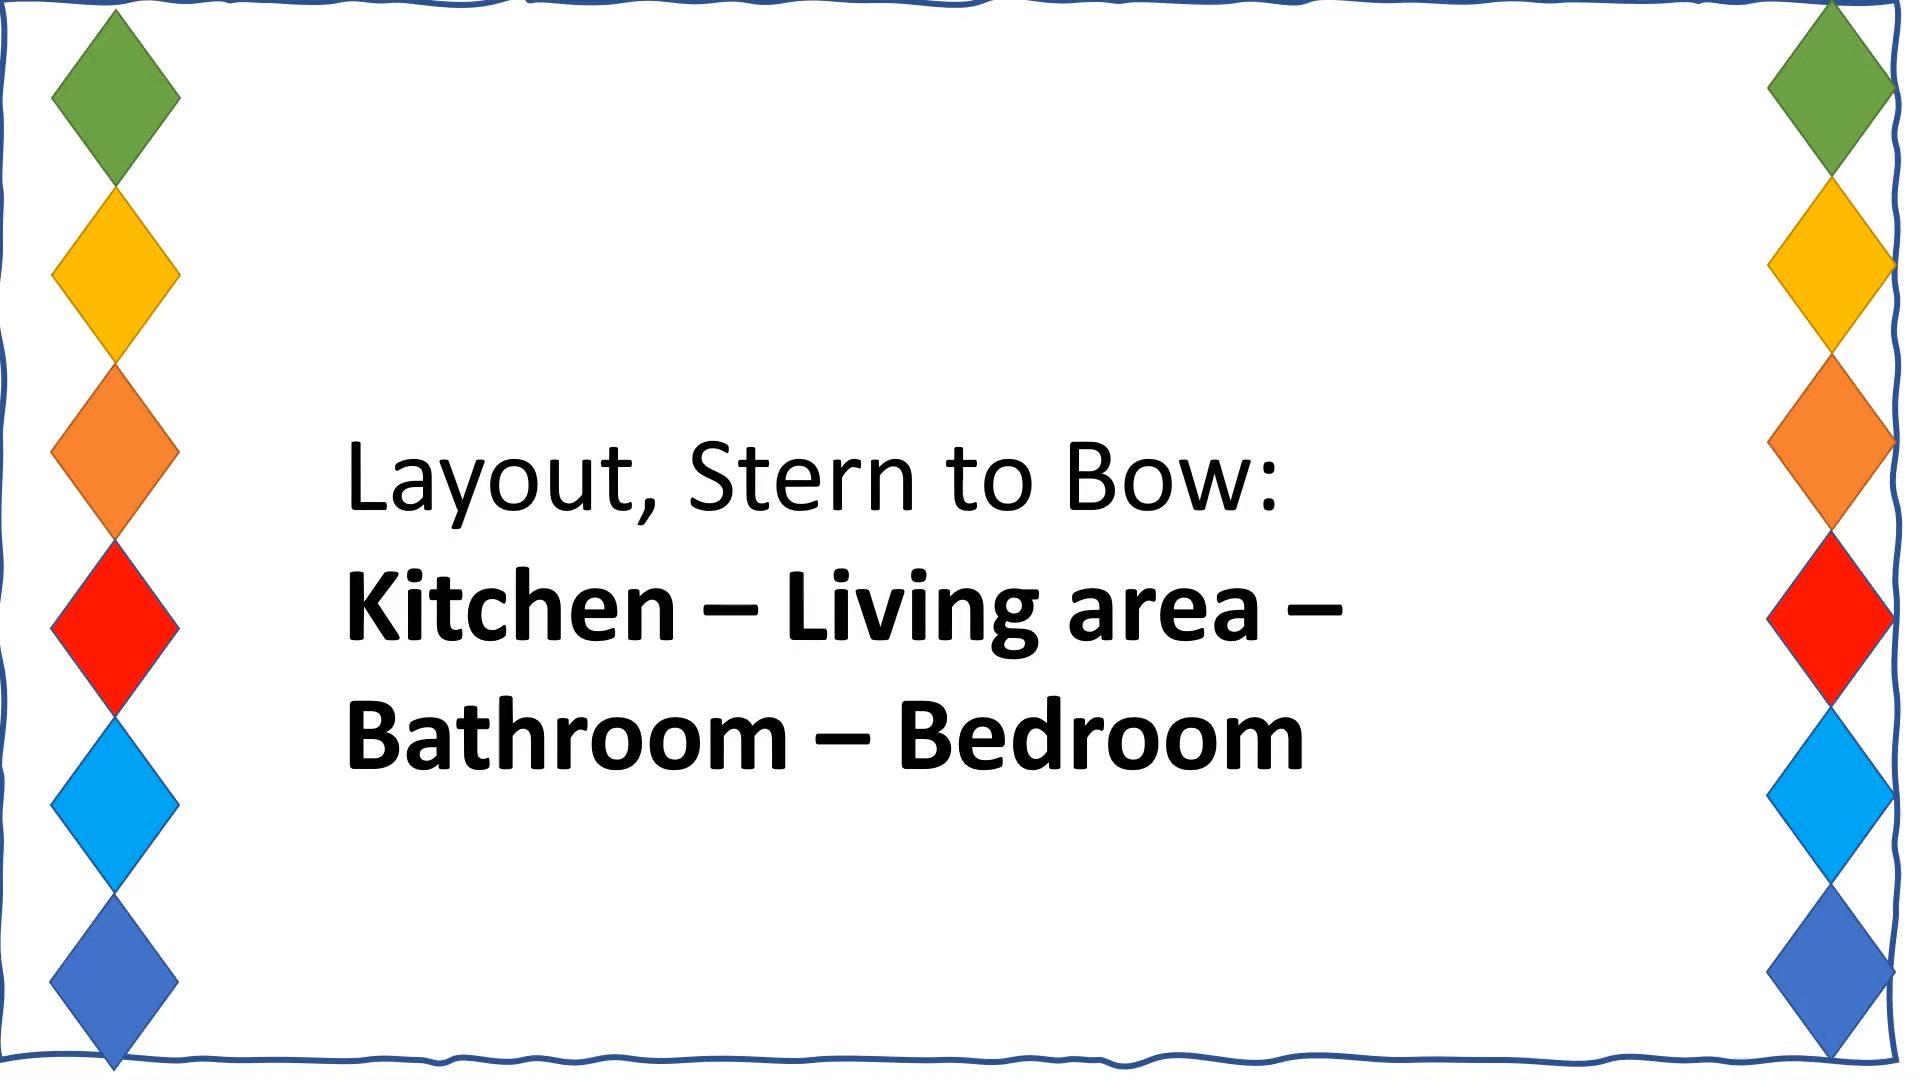 Layout, Stern to Bow:
Kitchen – Living area –
Bathroom – Bedroom